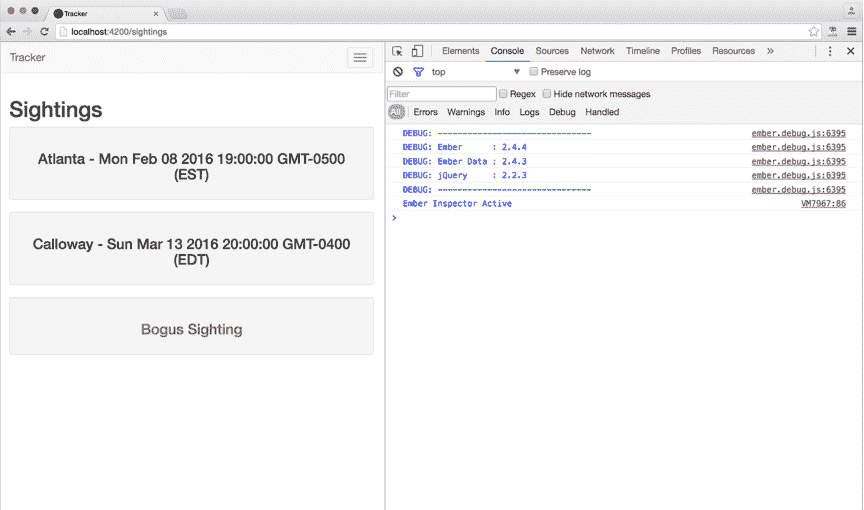 Tracker
localhost:4200/sightings
Tracker
Sightings
Atlanta - Mon Feb 08 2016 19:00:00 GMT-0500
(EST)
Calloway - Sun Mar 13 2016 20:00:00 GMT-0400
(EDT)
Bogus Sighting
Elements Console Sources Network Timeline Profiles Resources »
top ▼ Preserve log
Filter Regex Hide network messages
All Errors Warnings Info Logs Debug Handled
DEBUG: ------------------------------- ember.debug.js:6395
DEBUG: Ember : 2.4.4 ember.debug.js:6395
DEBUG: Ember Data : 2.4.3 ember.debug.js:6395
DEBUG: jQuery : 2.2.3 ember.debug.js:6395
DEBUG: ------------------------------- ember.debug.js:6395
Ember Inspector Active VM7967:86
>